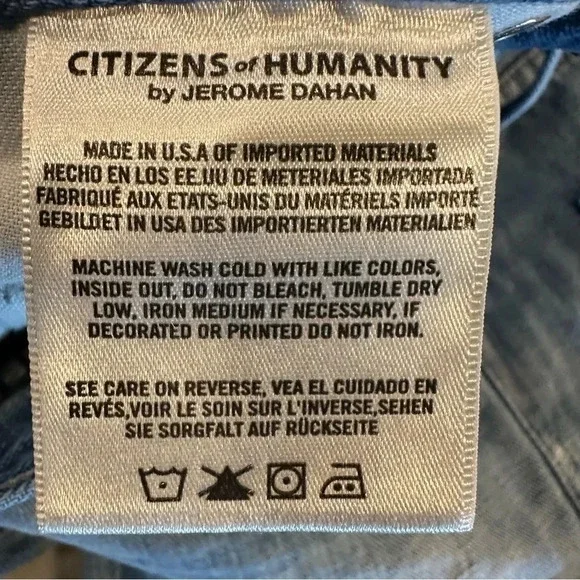 CITIZENS of HUMANITY
by JEROME DAHAN
MADE IN U.S.A OF IMPORTED MATERIALS
HECHO EN LOS EE.UU DE METERIALES IMPORTADA
FABRIQUÉ AUX ETATS-UNIS DU MATÉRIELS IMPORTÉ
GEBILDET IN USA DES IMPORTIERTEN MATERIALIEN
MACHINE WASH COLD WITH LIKE COLORS,
INSIDE OUT, DO NOT BLEACH, TUMBLE DRY
LOW, IRON MEDIUM IF NECESSARY, IF
DECORATED OR PRINTED DO NOT IRON.
SEE CARE ON REVERSE, VEA EL CUIDADO EN
REVÉS,VOIR LE SOIN SUR L'INVERSE,SEHEN
SIE SORGFALT AUF RÜCKSEITE